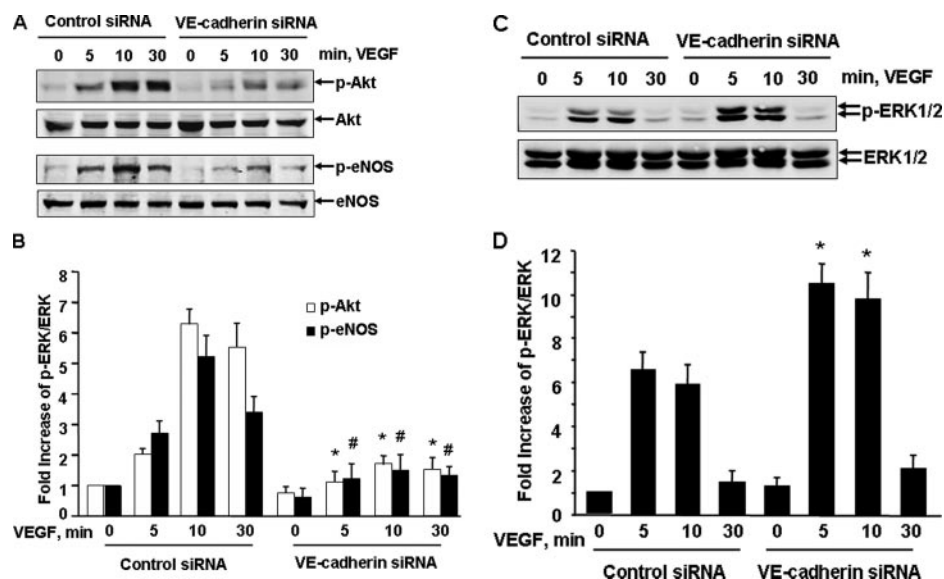 A
Control siRNA VE-cadherin siRNA
0 5 10 30 0 5 10 30 min, VEGF
p-Akt
Akt
p-eNOS
eNOS
B
Fold Increase of p-ERK/ERK
8
7
6
5
4
3
2
1
0
p-Akt
p-eNOS
* # * # * #
VEGF, min 0 5 10 30 0 5 10 30
Control siRNA VE-cadherin siRNA
C
Control siRNA VE-cadherin siRNA
0 5 10 30 0 5 10 30 min, VEGF
p-ERK1/2
ERK1/2
D
Fold Increase of p-ERK/ERK
12
10
8
6
4
2
0
* *
VEGF, min 0 5 10 30 0 5 10 30
Control siRNA VE-cadherin siRNA